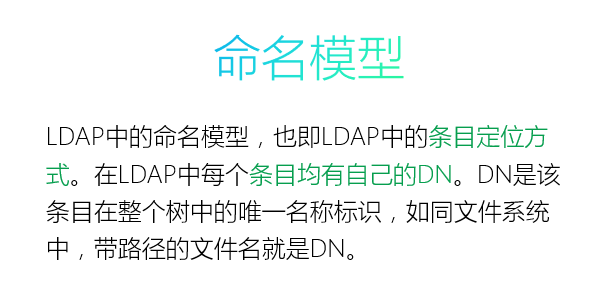 命名模型
LDAP中的命名模型，也即LDAP中的条目定位方
式。在LDAP中每个条目均有自己的DN。DN是该
条目在整个树中的唯一名称标识，如同文件系统
中，带路径的文件名就是DN。